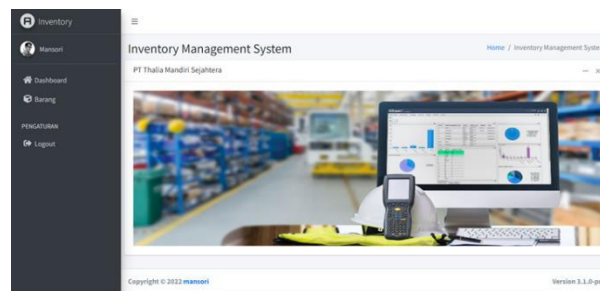 Inventory
Mansori
Dashboard
Barang
PENGATURAN
Logout
Inventory Management System
Home / Inventory Management Syste
PT Thalia Mandiri Sejahtera
Copyright © 2022 mansori
Version 3.1.0-p